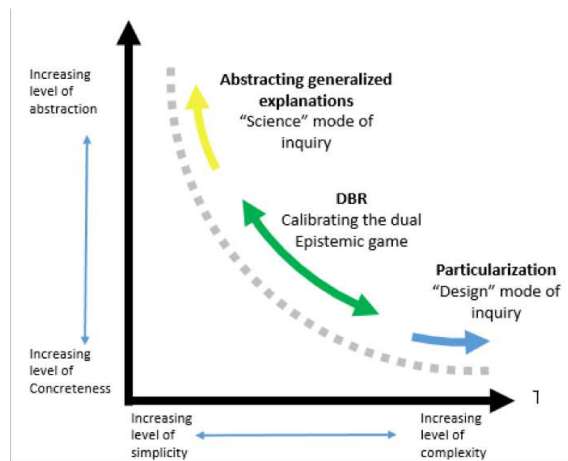 Increasing
level of
abstraction
Abstracting generalized
explanations
“Science” mode of
inquiry
DBR
Calibrating the dual
Epistemic game
Particularization
“Design” mode of
inquiry
Increasing
level of
Concreteness
Increasing
level of
simplicity
Increasing
level of
complexity